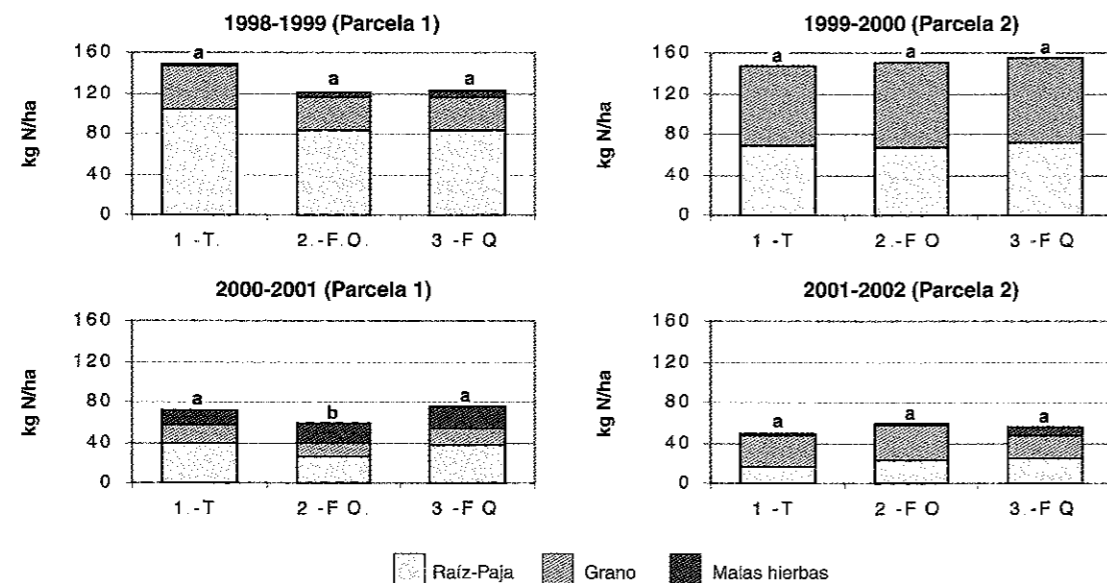 1998-1999 (Parcela 1)
kg N/ha
160
120
80
40
0
a
a
a
1 -T.
2.-F.O.
3 -F Q
1999-2000 (Parcela 2)
kg N/ha
160
120
80
40
0
a
a
a
1 -T
2.-F O
3 -F Q
2000-2001 (Parcela 1)
kg N/ha
160
120
80
40
0
a
b
a
1.-T
2 -F O.
3 -F Q
2001-2002 (Parcela 2)
kg N/ha
160
120
80
40
0
a
a
a
1 -T
2 -F O
3.-F Q
Raíz-Paja
Grano
Malas hierbas